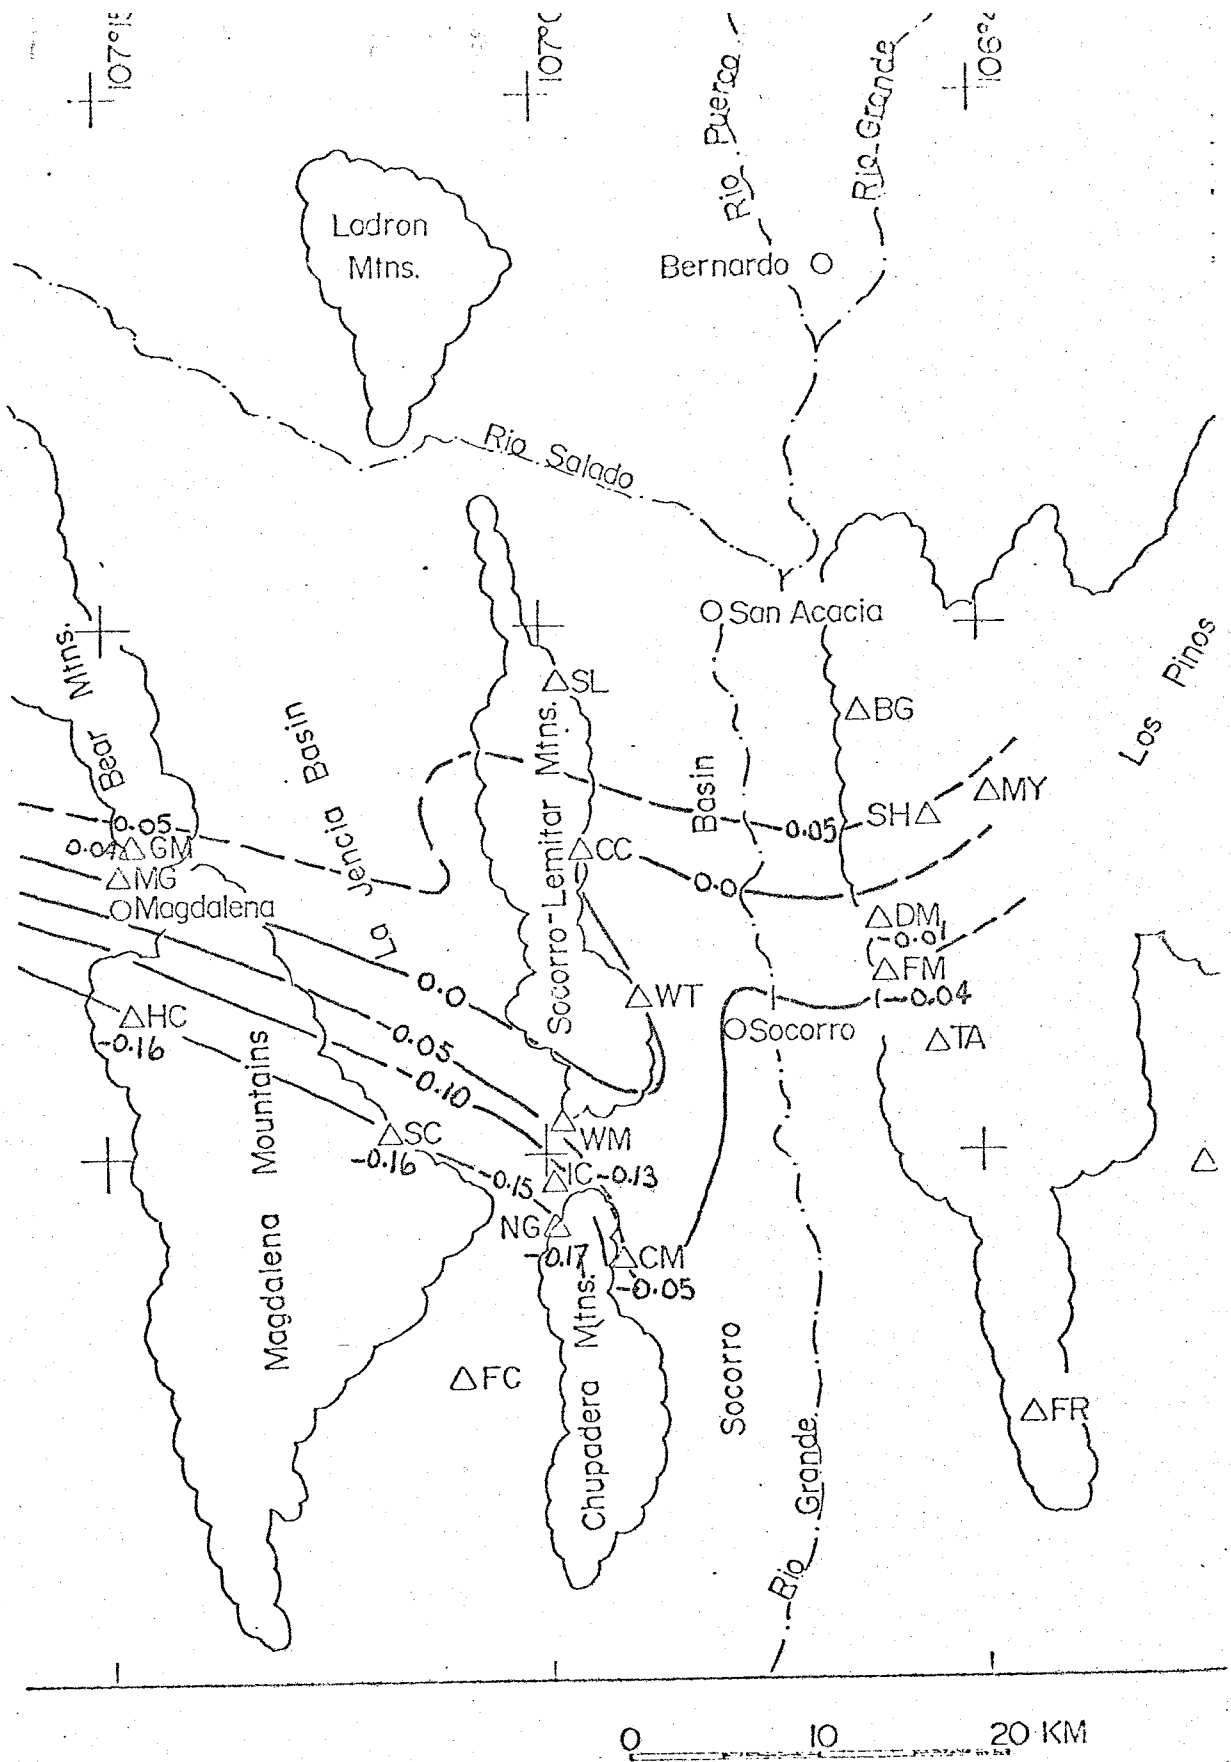 107°15
107°0
106°4
Rio Puerco
Rio Grande
Ladron
Mtns.
Bernardo
Rio Salado
San Acacia
Bear Mtns.
SL
BG
Los Pinos
La Jencia Basin
Socorro-Lemitar Mtns.
Basin
MY
SH
0.05
0.05
0.04
GM
CC
MG
0.0
Magdalena
DM
-0.01
FM
-0.04
0.0
WT
HC
-0.16
Socorro
TA
-0.05
-0.10
SC
-0.16
WM
IC -0.13
-0.15
NG
-0.17
CM
-0.05
Magdalena Mountains
Chupadera Mtns.
Socorro
FC
FR
Rio Grande
0 10 20 KM